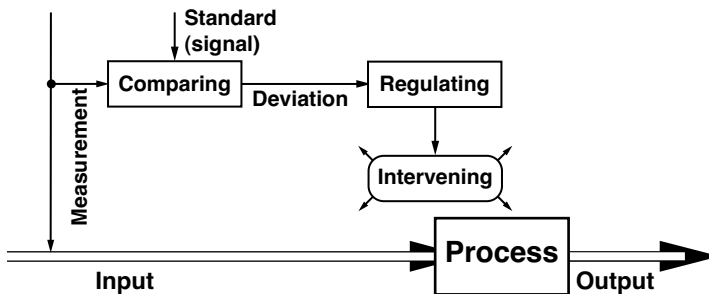 Standard
(signal)
Comparing
Deviation
Regulating
Measurement
Intervening
Process
Input
Output